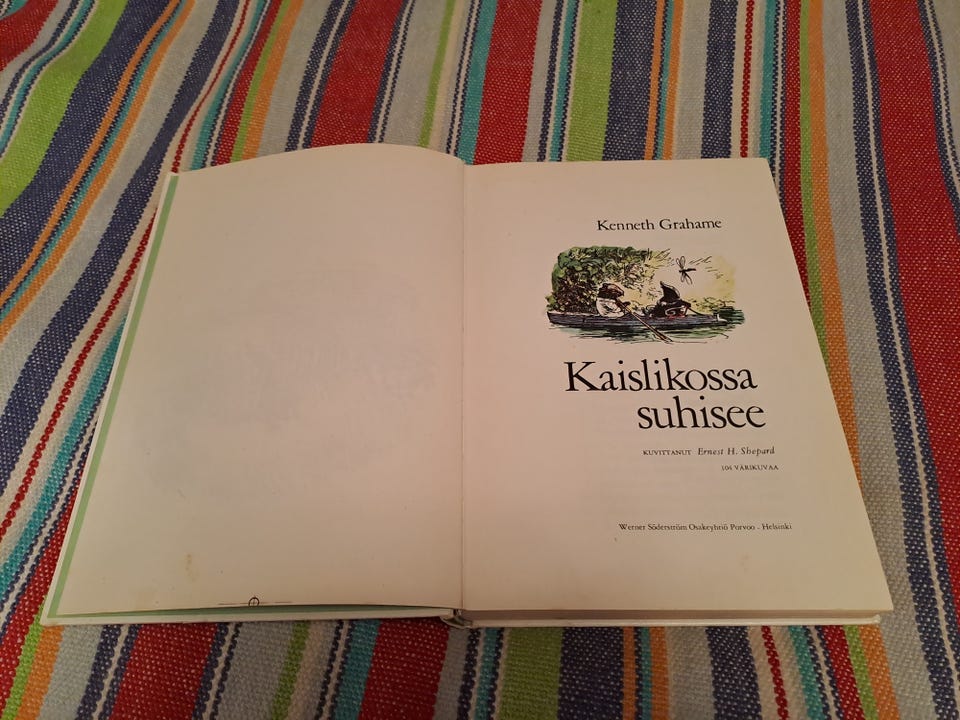 Kenneth Grahame
Kaislikossa
suhisee
KUVITTANUT Ernest H. Shepard
104 VÄRIKUVAA
Werner Söderström Osakeyhtiö Porvoo - Helsinki